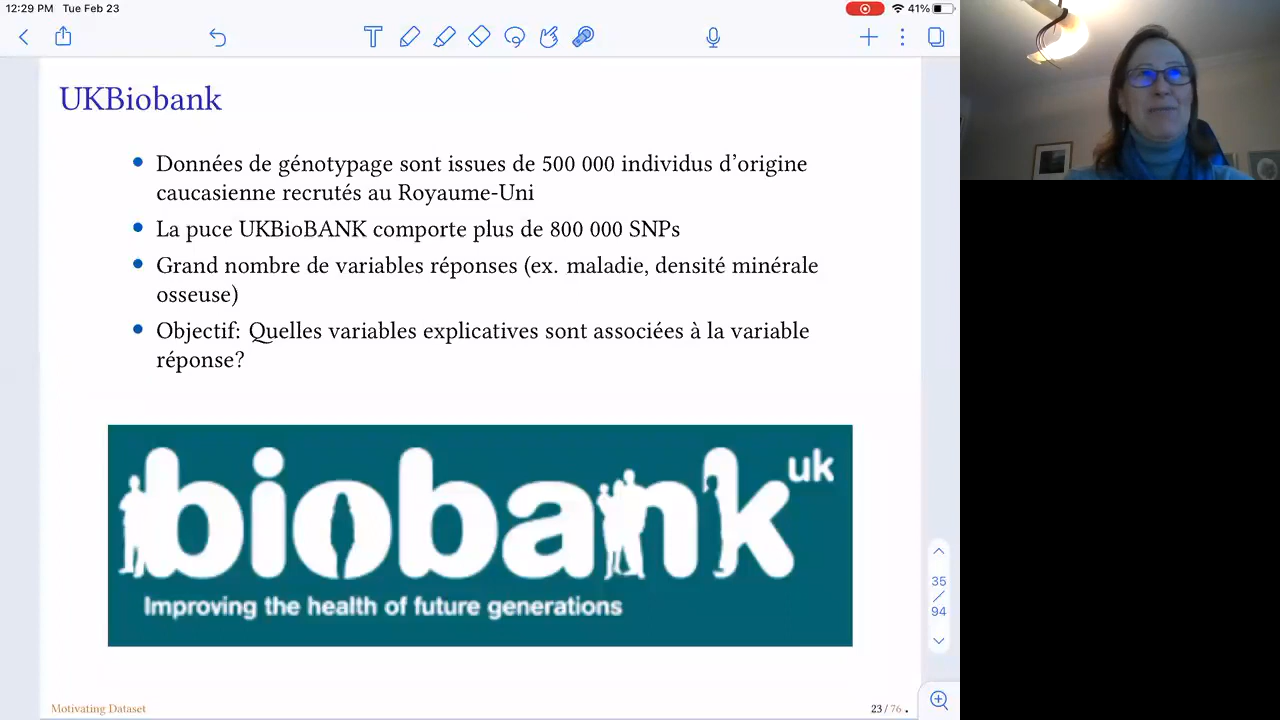 12:29 PM Tue Feb 23
41%
UKBiobank
Données de génotypage sont issues de 500 000 individus d'origine
caucasienne recrutés au Royaume-Uni
La puce UKBioBANK comporte plus de 800 000 SNPs
Grand nombre de variables réponses (ex. maladie, densité minérale
osseuse)
Objectif: Quelles variables explicatives sont associées à la variable
réponse?
biobank uk
Improving the health of future generations
35
/
94
Motivating Dataset
23 / 76